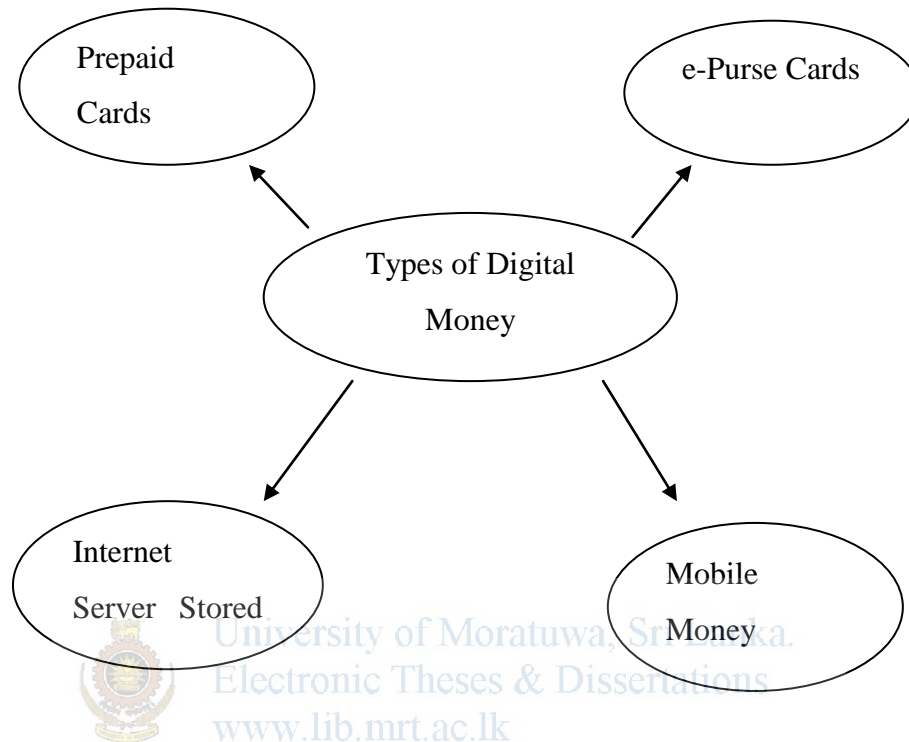 Prepaid
Cards
e-Purse Cards
Types of Digital
Money
Internet
Server Stored
Mobile
Money
University of Moratuwa, Sri Lanka.
Electronic Theses & Dissertations
www.lib.mrt.ac.lk